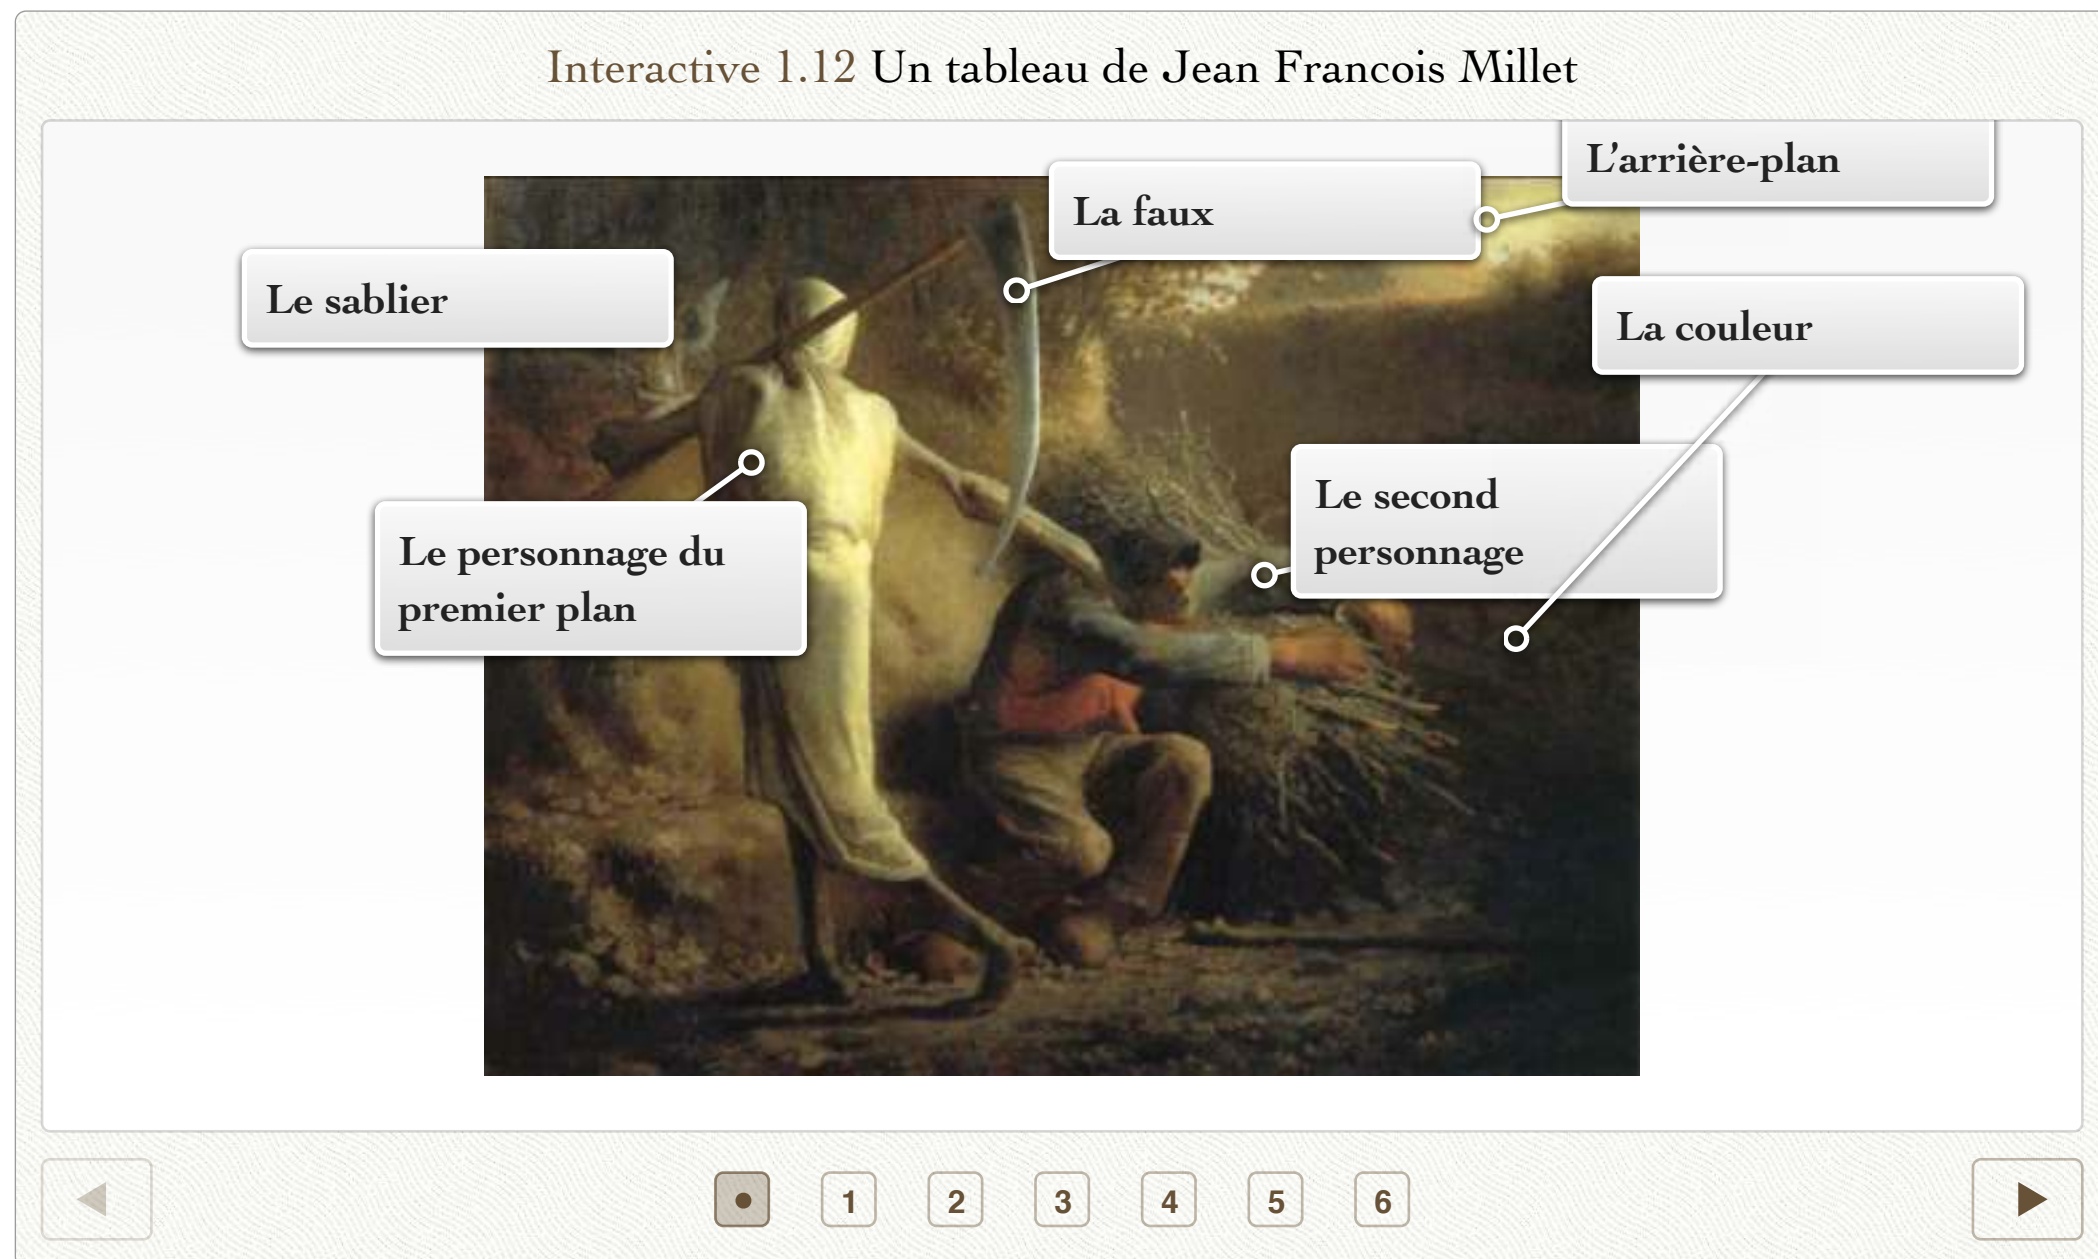 Interactive 1.12 Un tableau de Jean Francois Millet
L’arrière-plan
La faux
Le sablier
La couleur
Le second
personnage
Le personnage du
premier plan
1
2
3
4
5
6